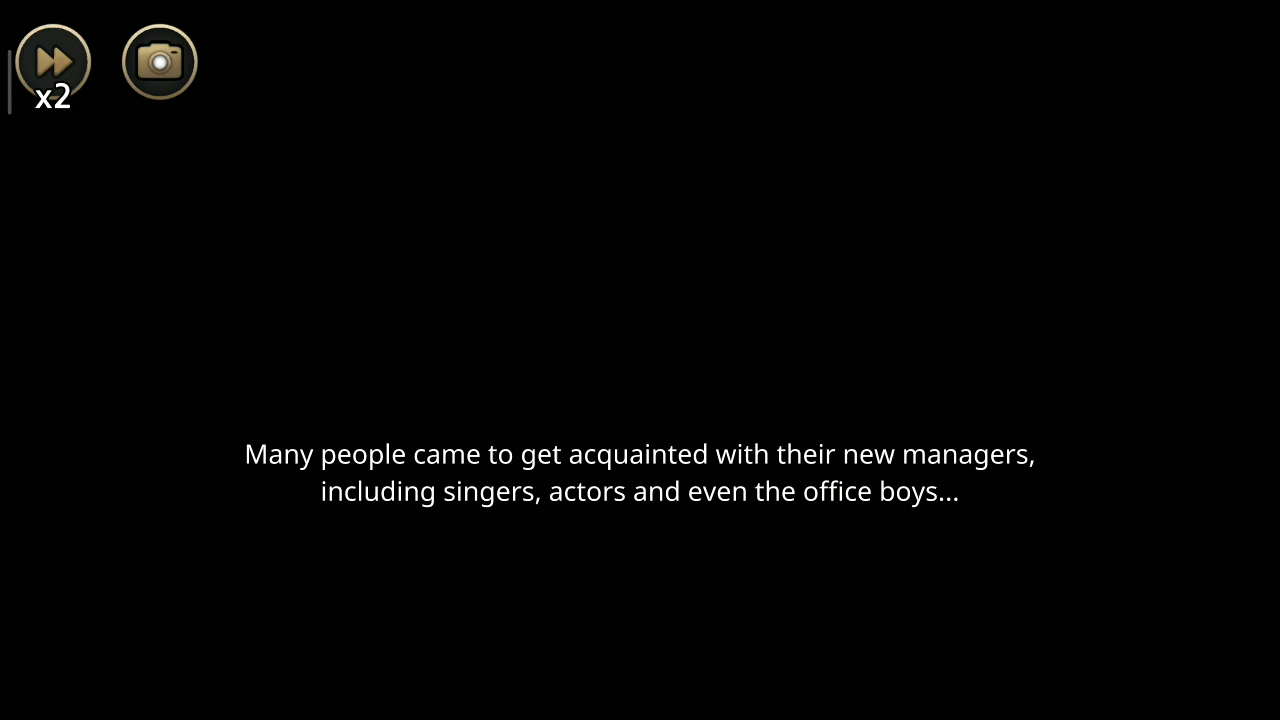 x2
Many people came to get acquainted with their new managers,
including singers, actors and even the office boys...